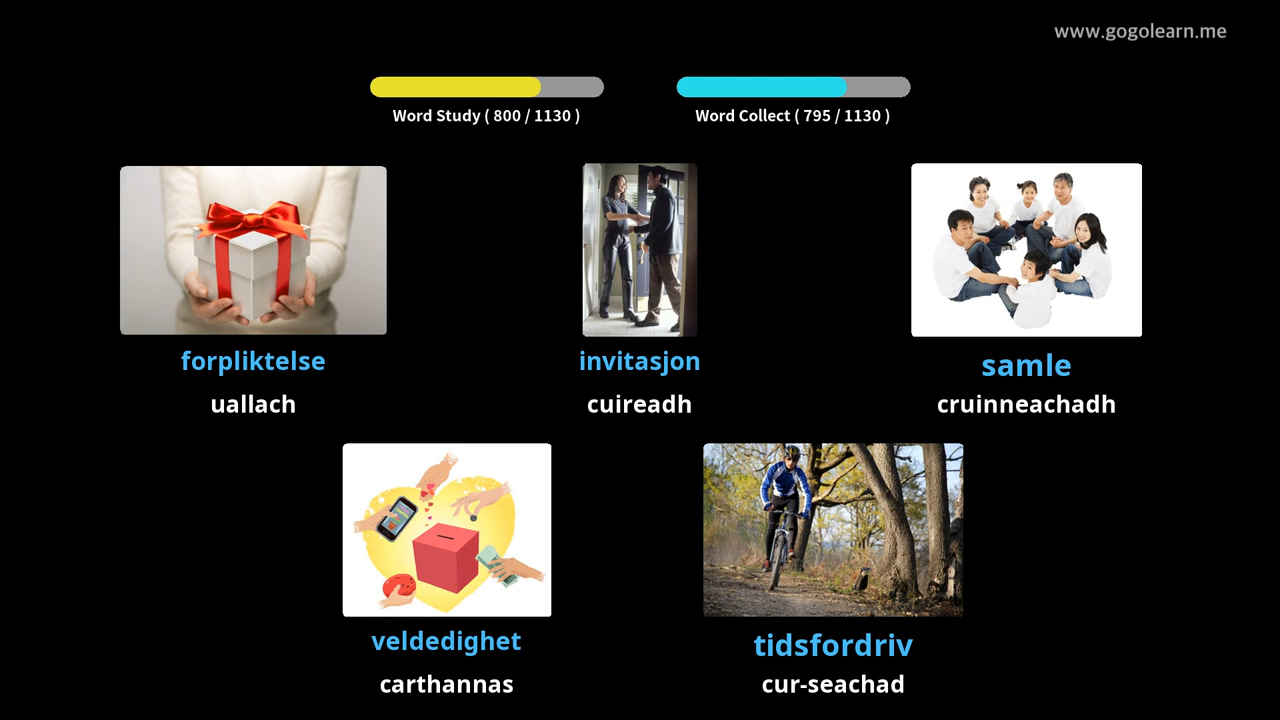 www.gogolearn.me
Word Study ( 800 / 1130 )
Word Collect ( 795 / 1130 )
forpliktelse
uallach
invitasjon
cuireadh
samle
cruinneachadh
veldedighet
carthannas
tidsfordriv
cur-seachad